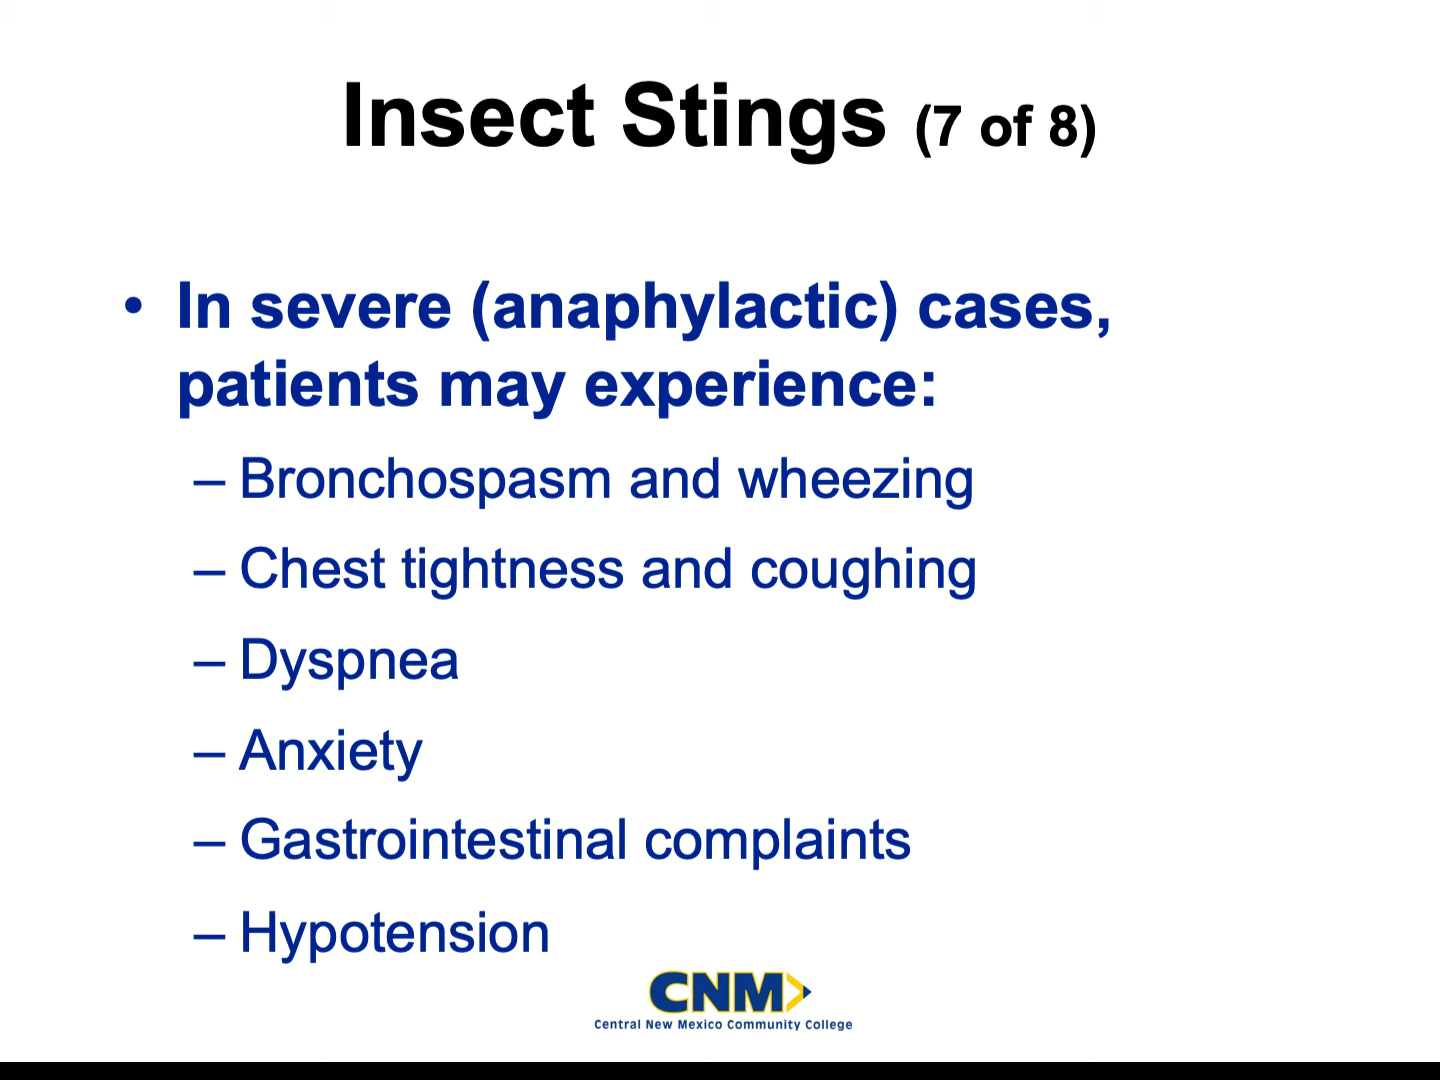 Insect Stings (7 of 8)
• In severe (anaphylactic) cases,
patients may experience:
– Bronchospasm and wheezing
– Chest tightness and coughing
– Dyspnea
– Anxiety
– Gastrointestinal complaints
– Hypotension
CNM
Central New Mexico Community College